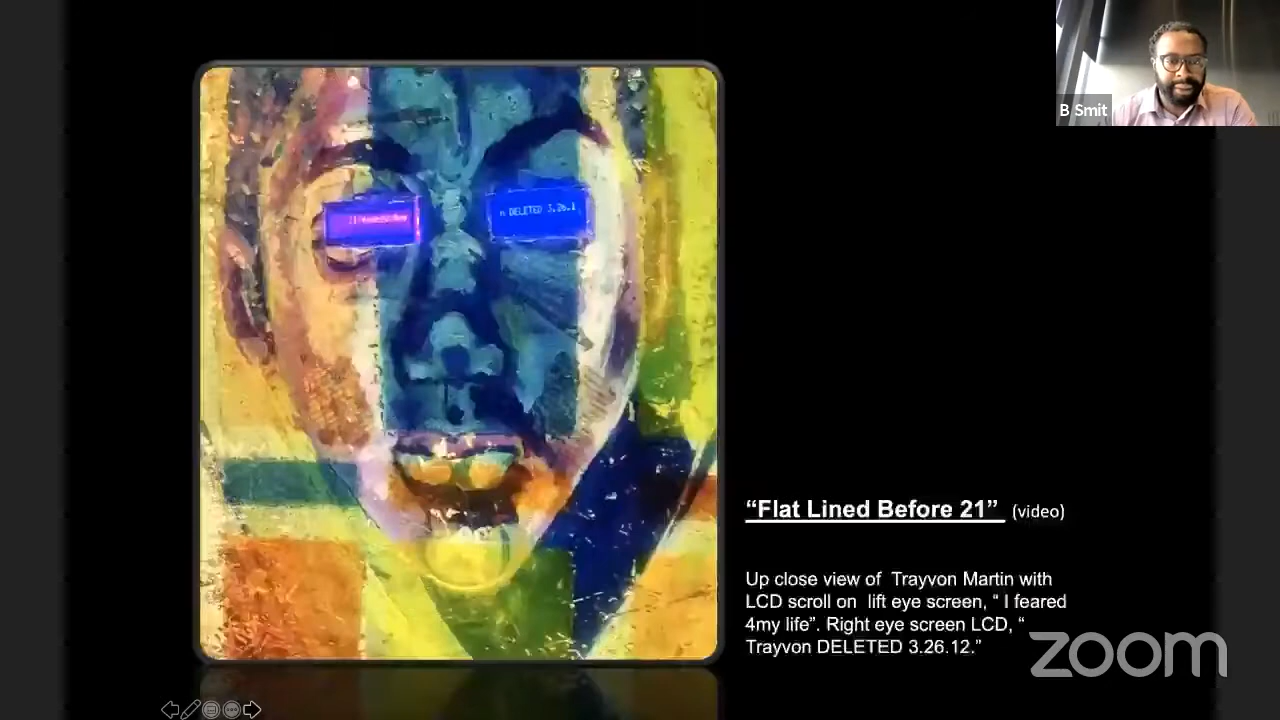 B Smit
n DELETED 3.26.1
“Flat Lined Before 21” (video)
Up close view of Trayvon Martin with
LCD scroll on lift eye screen, “ I feared
4my life”. Right eye screen LCD, “
Trayvon DELETED 3.26.12.”
zoom